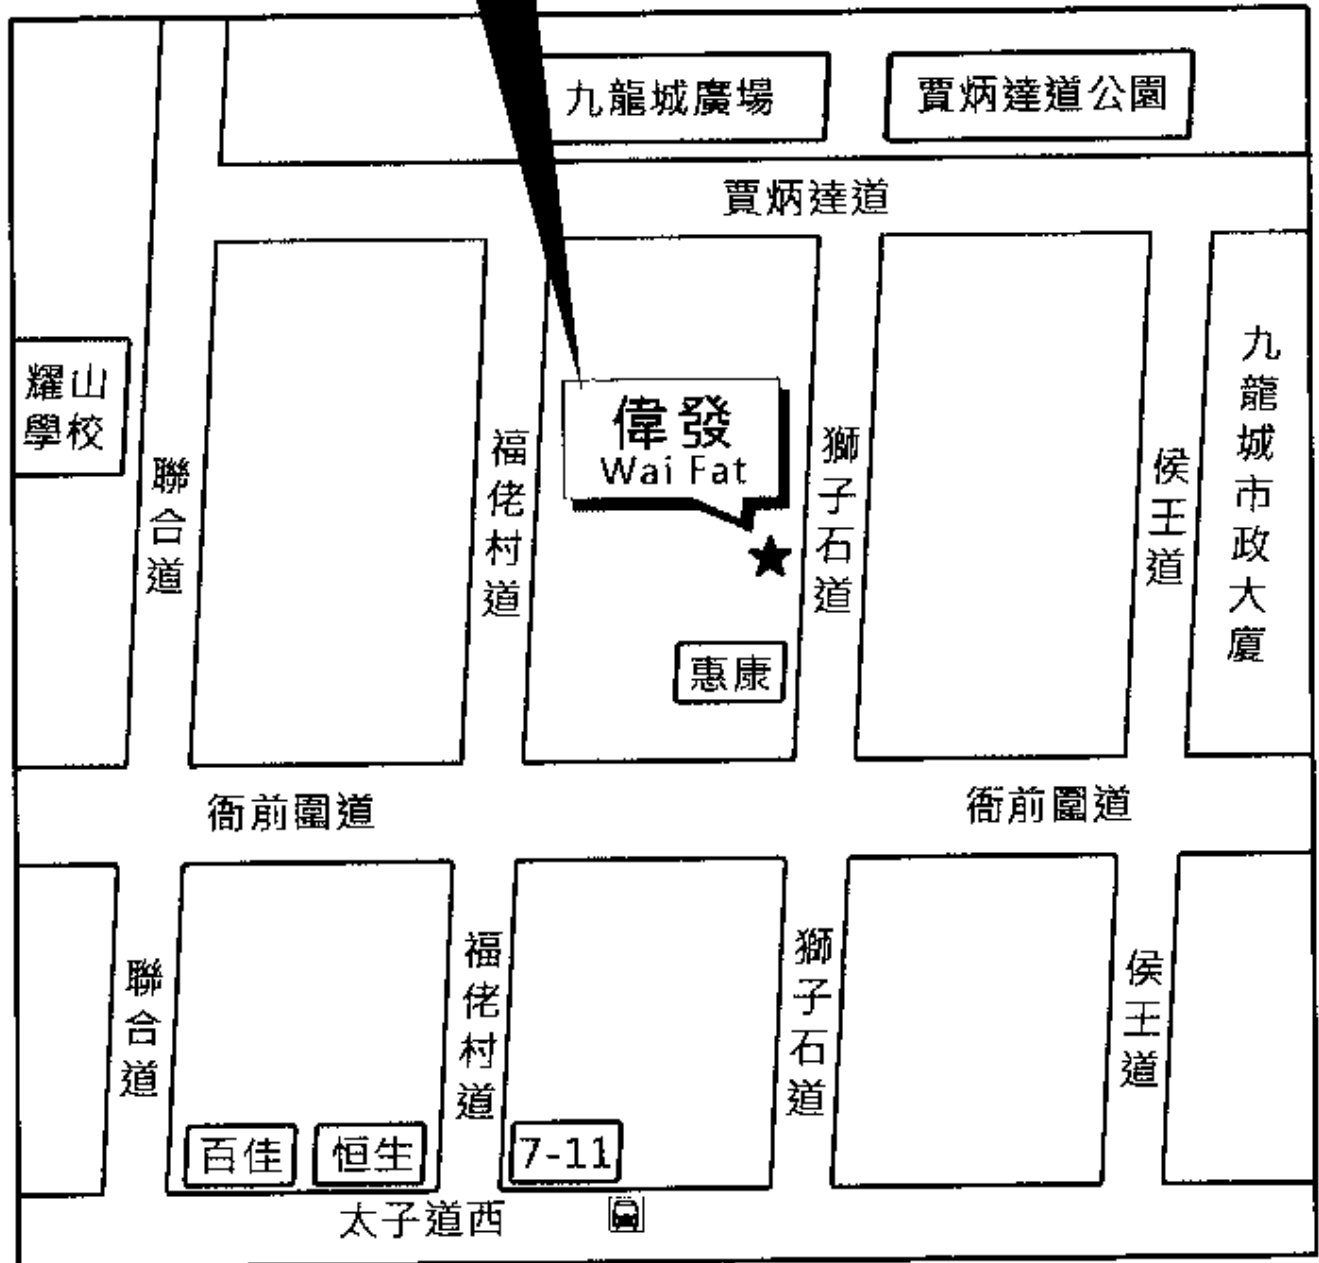 九龍城廣場
賈炳達道公園
賈炳達道
耀山
學校
聯合道
福佬村道
偉發
Wai Fat
獅子石道
侯王道
九龍城市政大廈
惠康
衙前圍道
衙前圍道
聯合道
福佬村道
獅子石道
侯王道
百佳
恒生
7-11
太子道西